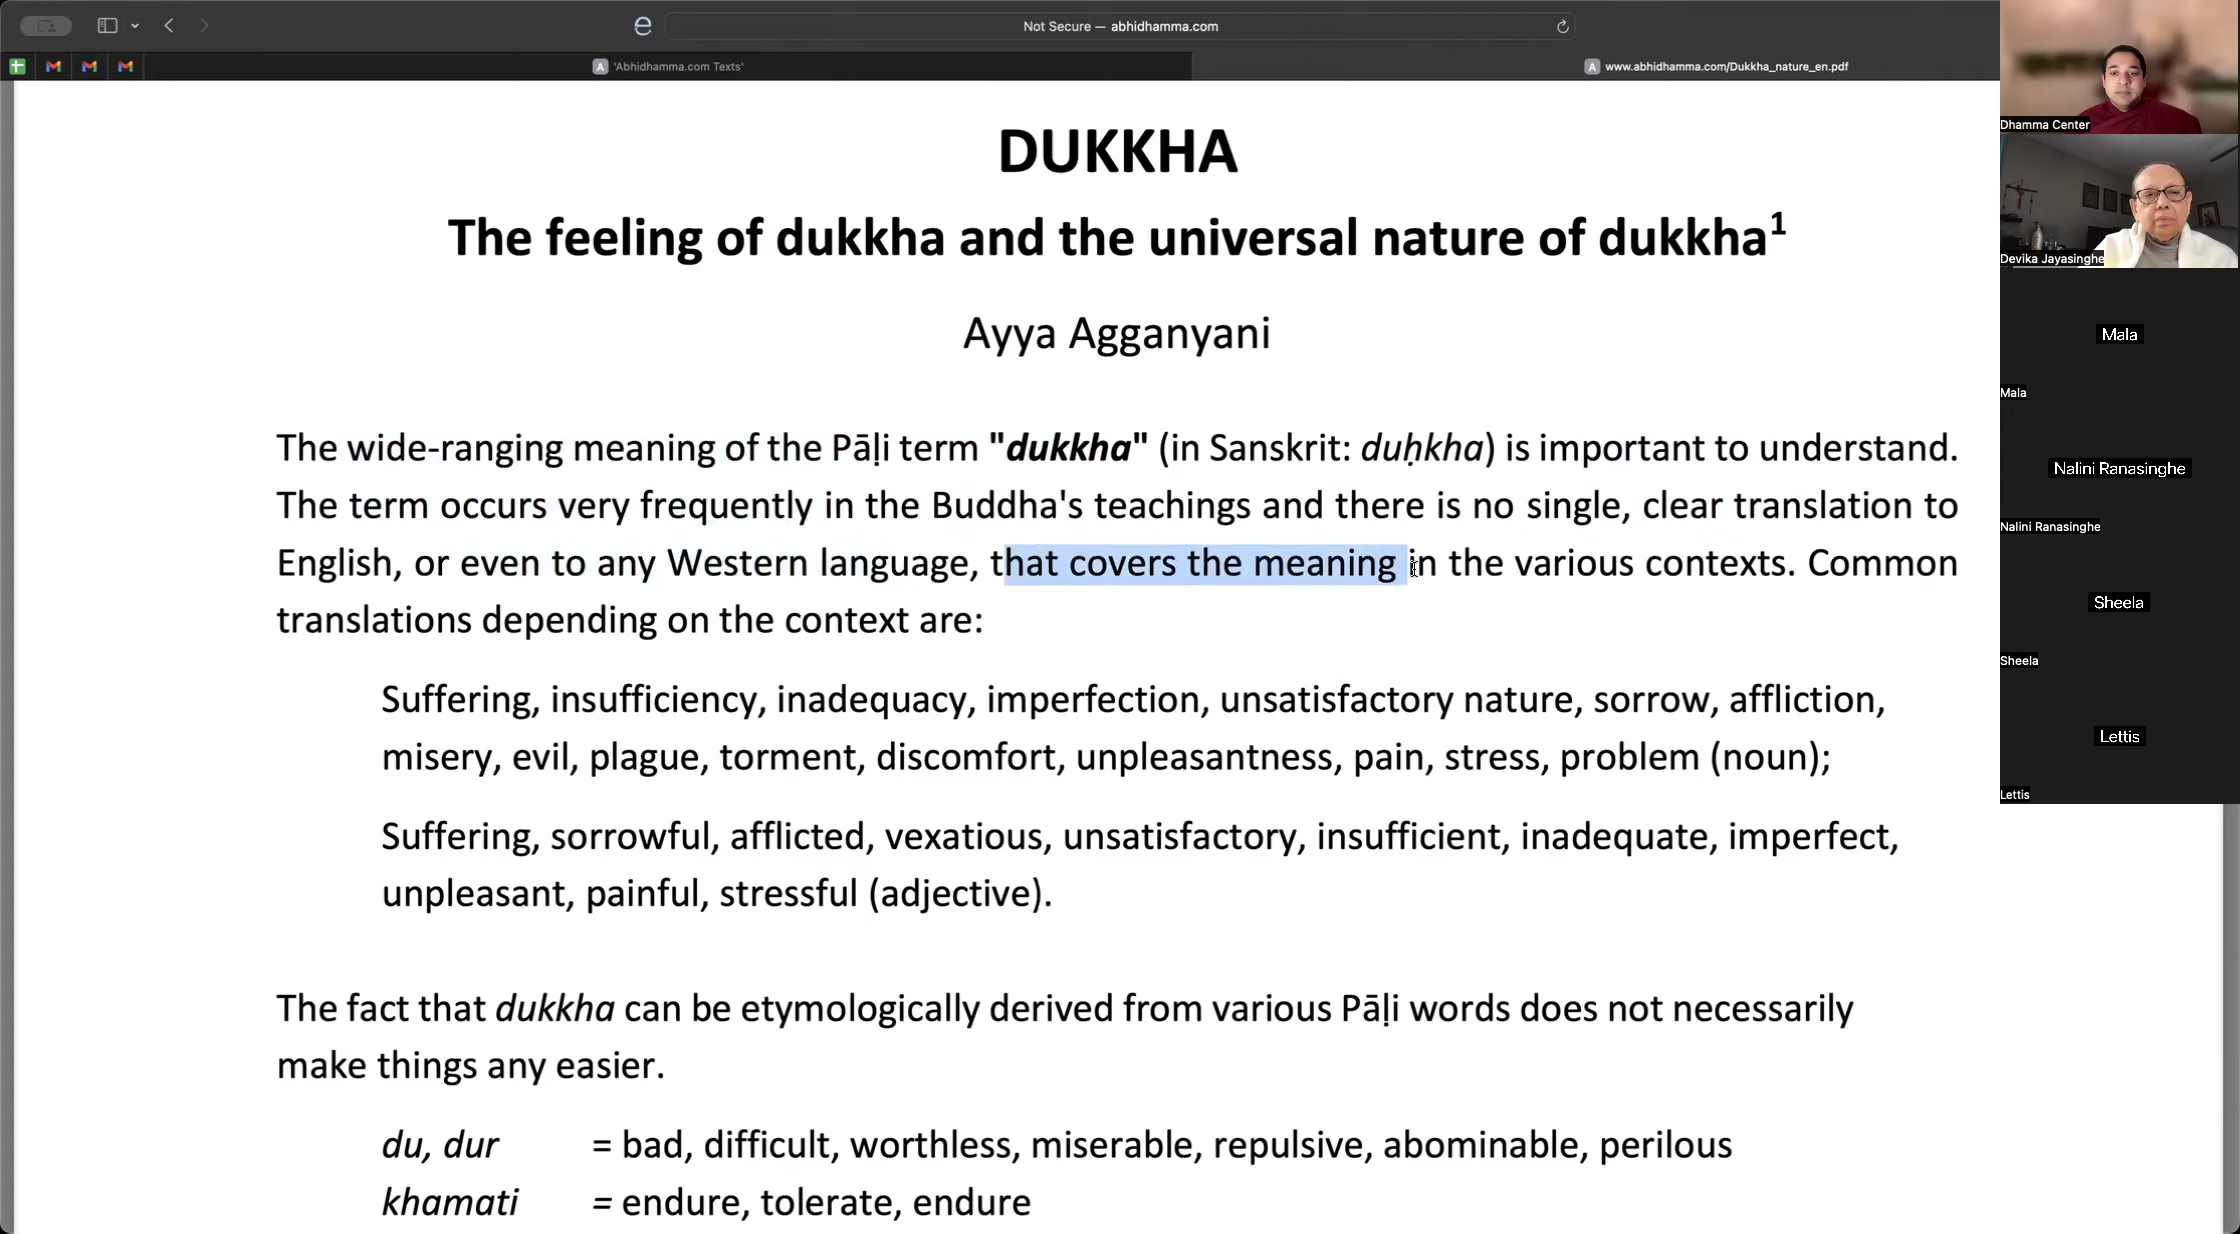 Not Secure — abhidhamma.com
'Abhidhamma.com Texts'
www.abhidhamma.com/Dukkha_nature_en.pdf
DUKKHA
The feeling of dukkha and the universal nature of dukkha1
Ayya Agganyani
The wide-ranging meaning of the Pāḷi term "dukkha" (in Sanskrit: duḥkha) is important to understand.
The term occurs very frequently in the Buddha's teachings and there is no single, clear translation to
English, or even to any Western language, that covers the meaning in the various contexts. Common
translations depending on the context are:
Suffering, insufficiency, inadequacy, imperfection, unsatisfactory nature, sorrow, affliction,
misery, evil, plague, torment, discomfort, unpleasantness, pain, stress, problem (noun);
Suffering, sorrowful, afflicted, vexatious, unsatisfactory, insufficient, inadequate, imperfect,
unpleasant, painful, stressful (adjective).
The fact that dukkha can be etymologically derived from various Pāḷi words does not necessarily
make things any easier.
du, dur = bad, difficult, worthless, miserable, repulsive, abominable, perilous
khamati = endure, tolerate, endure
Dhamma Center
Devika Jayasinghe
Mala
Mala
Nalini Ranasinghe
Nalini Ranasinghe
Sheela
Sheela
Lettis
Lettis